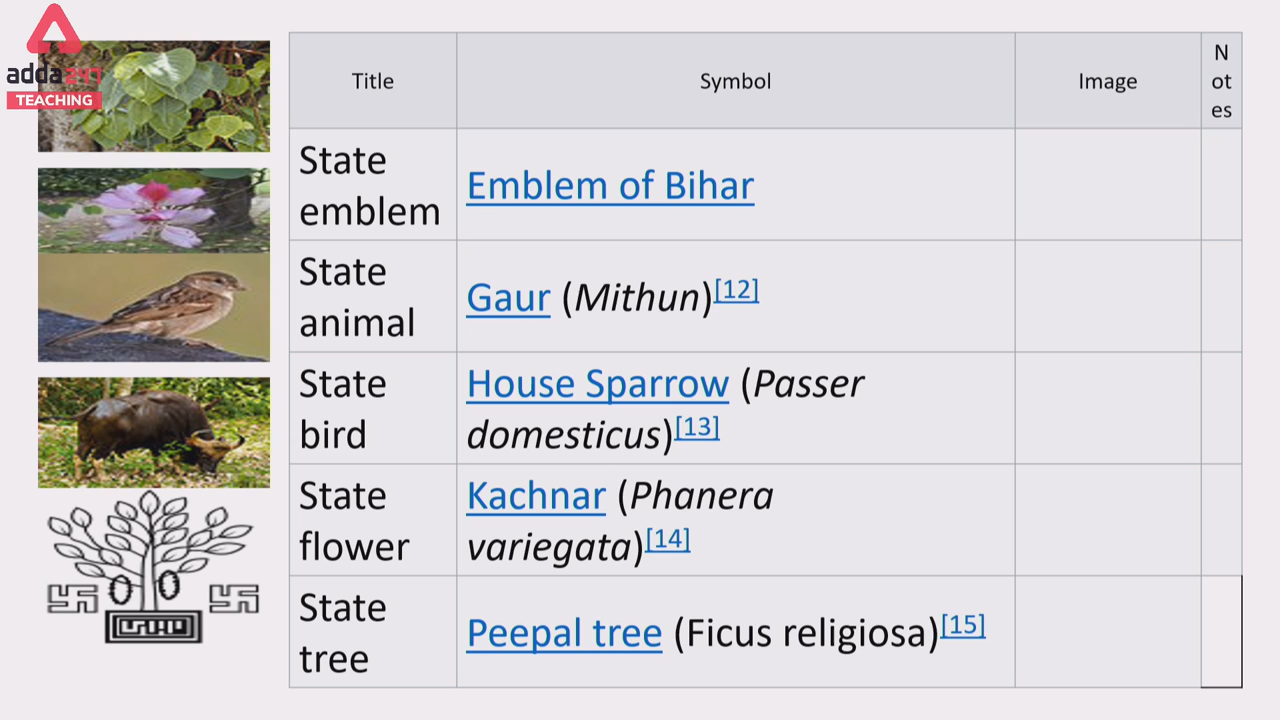 adda247
TEACHING
Title
Symbol
Image
N
ot
es
State
emblem
Emblem of Bihar
State
animal
Gaur (Mithun)[12]
State
bird
House Sparrow (Passer
domesticus)[13]
State
flower
Kachnar (Phanera
variegata)[14]
State
tree
Peepal tree (Ficus religiosa)[15]